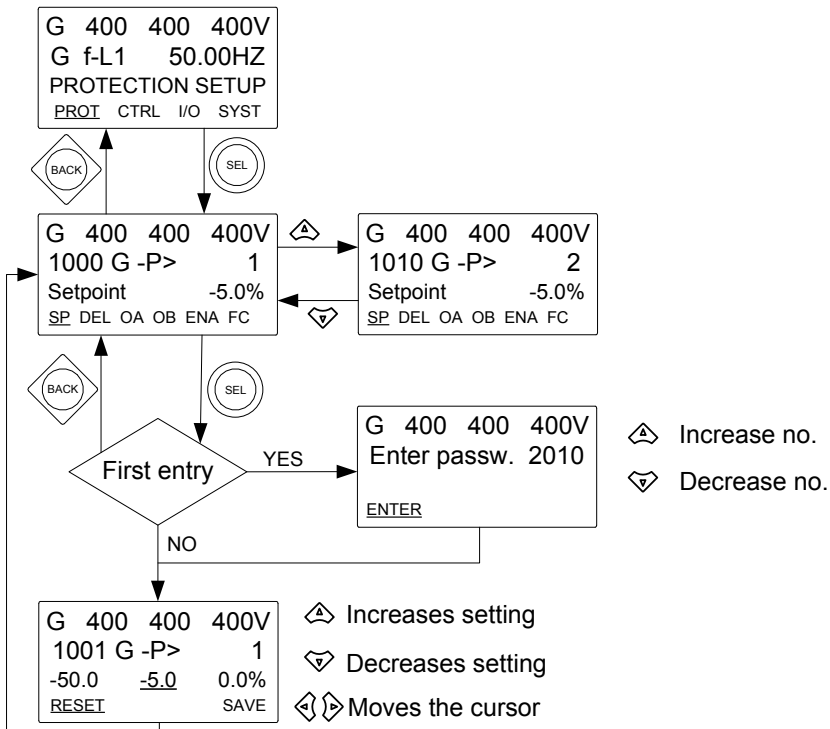 G 400 400 400V
G f-L1 50.00HZ
PROTECTION SETUP
PROT CTRL I/O SYST
BACK
SEL
G 400 400 400V
1000 G -P> 1
Setpoint -5.0%
SP DEL OA OB ENA FC
G 400 400 400V
1010 G -P> 2
Setpoint -5.0%
SP DEL OA OB ENA FC
BACK
SEL
First entry
YES
NO
G 400 400 400V
Enter passw. 2010
ENTER
Increase no.
Decrease no.
G 400 400 400V
1001 G -P> 1
-50.0 -5.0 0.0%
RESET SAVE
Increases setting
Decreases setting
Moves the cursor